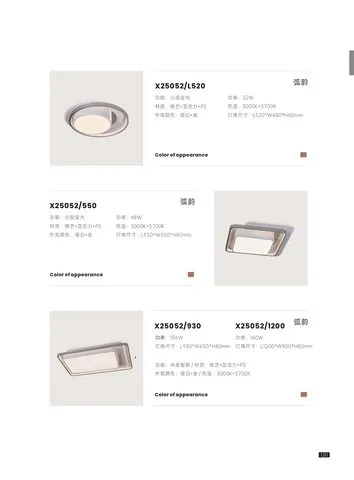 X25052/L520
弧韵
功能: 分段变光
功率: 32W
材质: 铁艺+亚克力+PS
色温: 3000K+5700K
外观颜色: 缎白+金
灯体尺寸: L520*W480*H80mm
Color of appearance
X25052/550
弧韵
功能: 分段变光
功率: 48W
材质: 铁艺+亚克力+PS
色温: 3000K+5700K
外观颜色: 缎白+金
灯体尺寸: L550*W550*H80mm
Color of appearance
弧韵
X25052/930
X25052/1200
功率: 106W
功率: 180W
灯体尺寸: L930*W650*H80mm
灯体尺寸: L1200*W800*H80mm
功能: 米家智能 / 材质: 铁艺+亚克力+PS
外观颜色: 缎白+金 / 色温: 3000K+5700K
Color of appearance
120